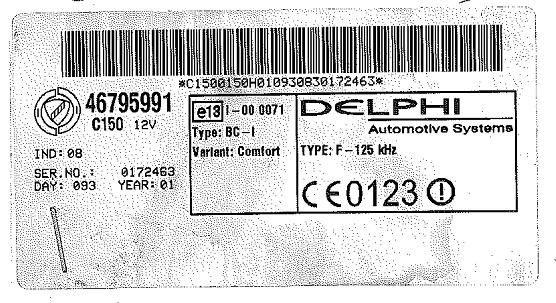 *C1500150H010930830172463*
46795991
C150 12V
IND: 08
SER.NO.: 0172463
DAY: 093 YEAR: 01
e13 I-00 0071
Type: BC-I
Variant: Comfort
DELPHI
Automotive Systems
TYPE: F-125 kHz
CE0123